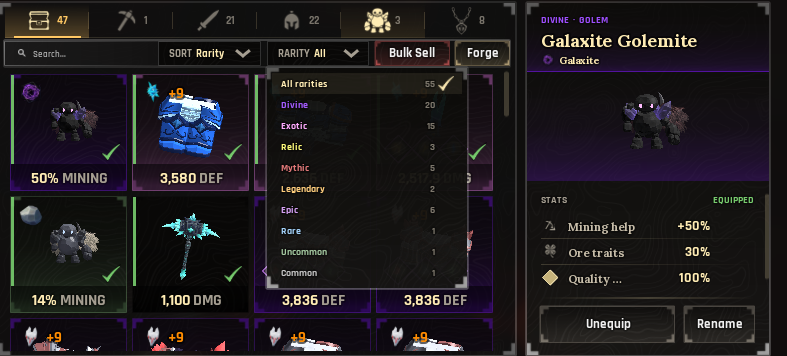 47 1 21 22 3 8
Search... SORT Rarity RARITY All Bulk Sell Forge
All rarities 55
Divine 20
Exotic 15
Relic 3
Mythic 5
Legendary 2
Epic 6
Rare 1
Uncommon 1
Common 1
+9
50% MINING 3,580 DEF
14% MINING 1,100 DMG 3,836 DEF 3,836 DEF
+9 +9 +9
DIVINE · GOLEM
Galaxite Golemite
Galaxite
STATS EQUIPPED
Mining help +50%
Ore traits 30%
Quality ... 100%
Unequip Rename